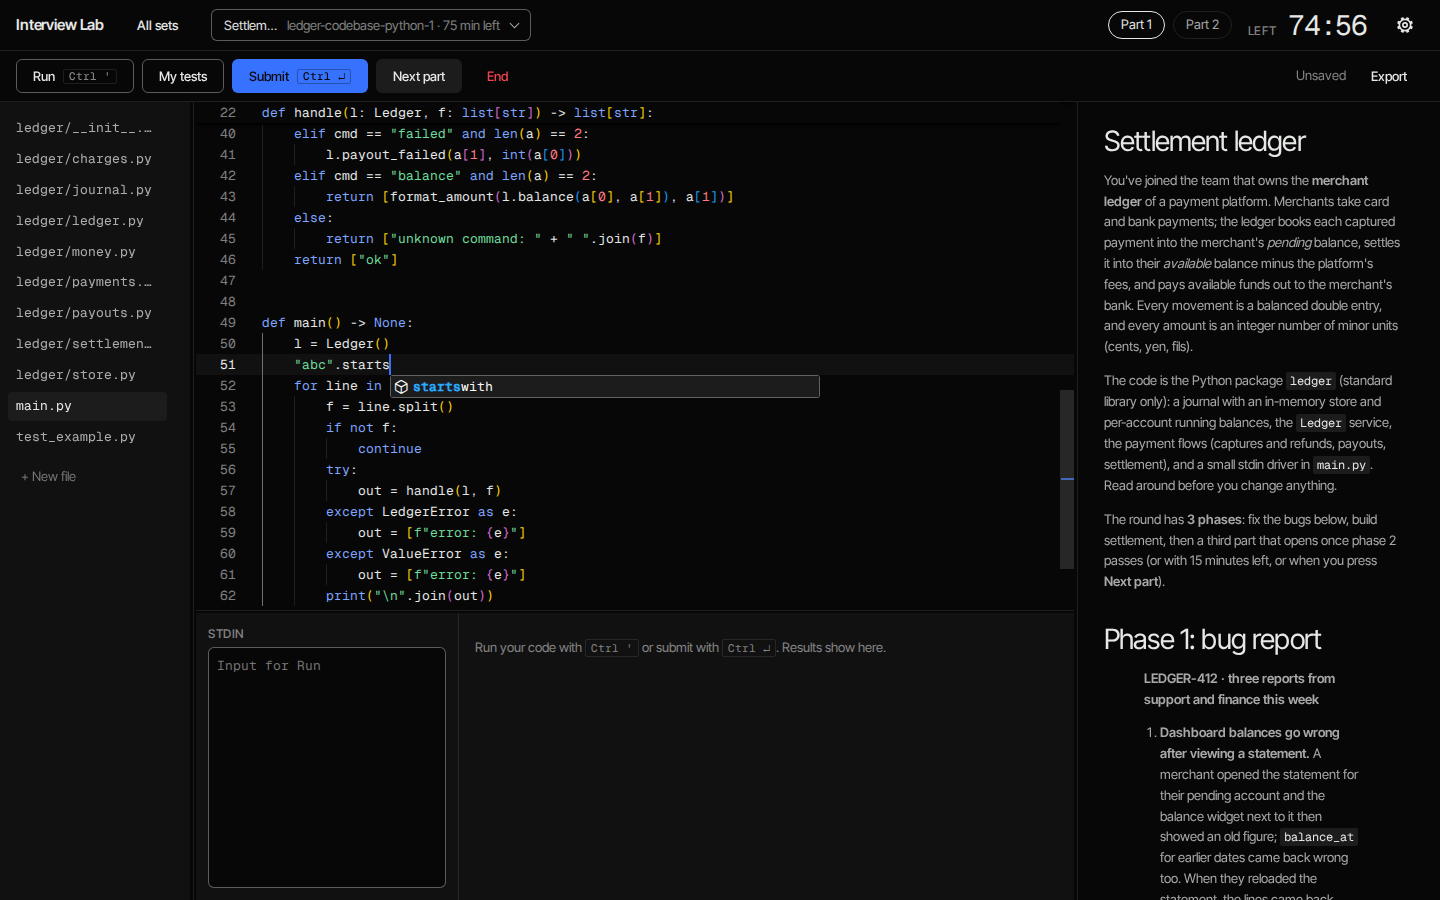 Interview Lab
All sets
Settlem... ledger-codebase-python-1 · 75 min left
Part 1
Part 2
LEFT 74:56
Run Ctrl '
My tests
Submit Ctrl ↵
Next part
End
Unsaved
Export
ledger/__init__.…
ledger/charges.py
ledger/journal.py
ledger/ledger.py
ledger/money.py
ledger/payments.…
ledger/payouts.py
ledger/settlemen…
ledger/store.py
main.py
test_example.py
+ New file
22 def handle(l: Ledger, f: list[str]) -> list[str]:
40 elif cmd == "failed" and len(a) == 2:
41 l.payout_failed(a[1], int(a[0]))
42 elif cmd == "balance" and len(a) == 2:
43 return [format_amount(l.balance(a[0], a[1]), a[1])]
44 else:
45 return ["unknown command: " + " ".join(f)]
46 return ["ok"]
47
48
49 def main() -> None:
50 l = Ledger()
51 "abc".starts
52 for line in
startswith
53 f = line.split()
54 if not f:
55 continue
56 try:
57 out = handle(l, f)
58 except LedgerError as e:
59 out = [f"error: {e}"]
60 except ValueError as e:
61 out = [f"error: {e}"]
62 print("\n".join(out))
STDIN
Input for Run
Run your code with Ctrl ' or submit with Ctrl ↵. Results show here.
Settlement ledger
You've joined the team that owns the merchant
ledger of a payment platform. Merchants take card
and bank payments; the ledger books each captured
payment into the merchant's pending balance, settles
it into their available balance minus the platform's
fees, and pays available funds out to the merchant's
bank. Every movement is a balanced double entry,
and every amount is an integer number of minor units
(cents, yen, fils).
The code is the Python package ledger (standard
library only): a journal with an in-memory store and
per-account running balances, the Ledger service,
the payment flows (captures and refunds, payouts,
settlement), and a small stdin driver in main.py.
Read around before you change anything.
The round has 3 phases: fix the bugs below, build
settlement, then a third part that opens once phase 2
passes (or with 15 minutes left, or when you press
Next part).
Phase 1: bug report
LEDGER-412 · three reports from
support and finance this week
1. Dashboard balances go wrong
after viewing a statement. A
merchant opened the statement for
their pending account and the
balance widget next to it then
showed an old figure; balance_at
for earlier dates came back wrong
too. When they reloaded the
statement, the lines came back